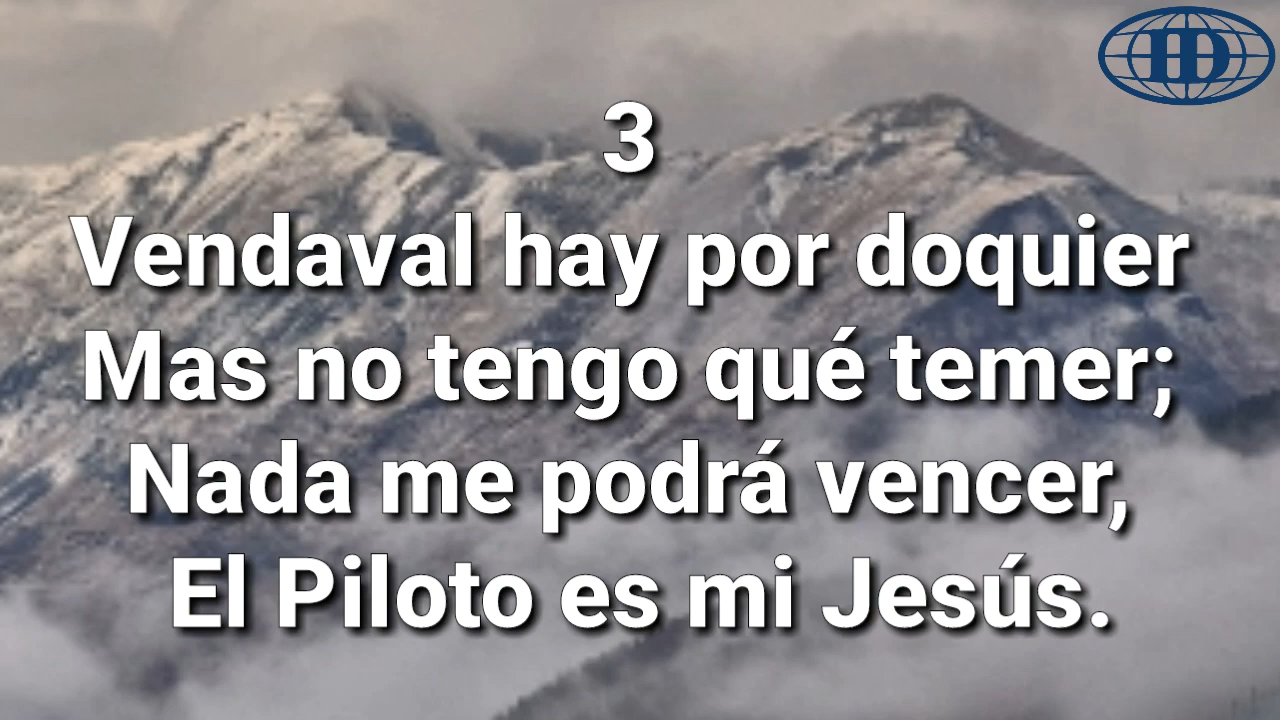 3
Vendaval hay por doquier
Mas no tengo qué temer;
Nada me podrá vencer,
El Piloto es mi Jesús.